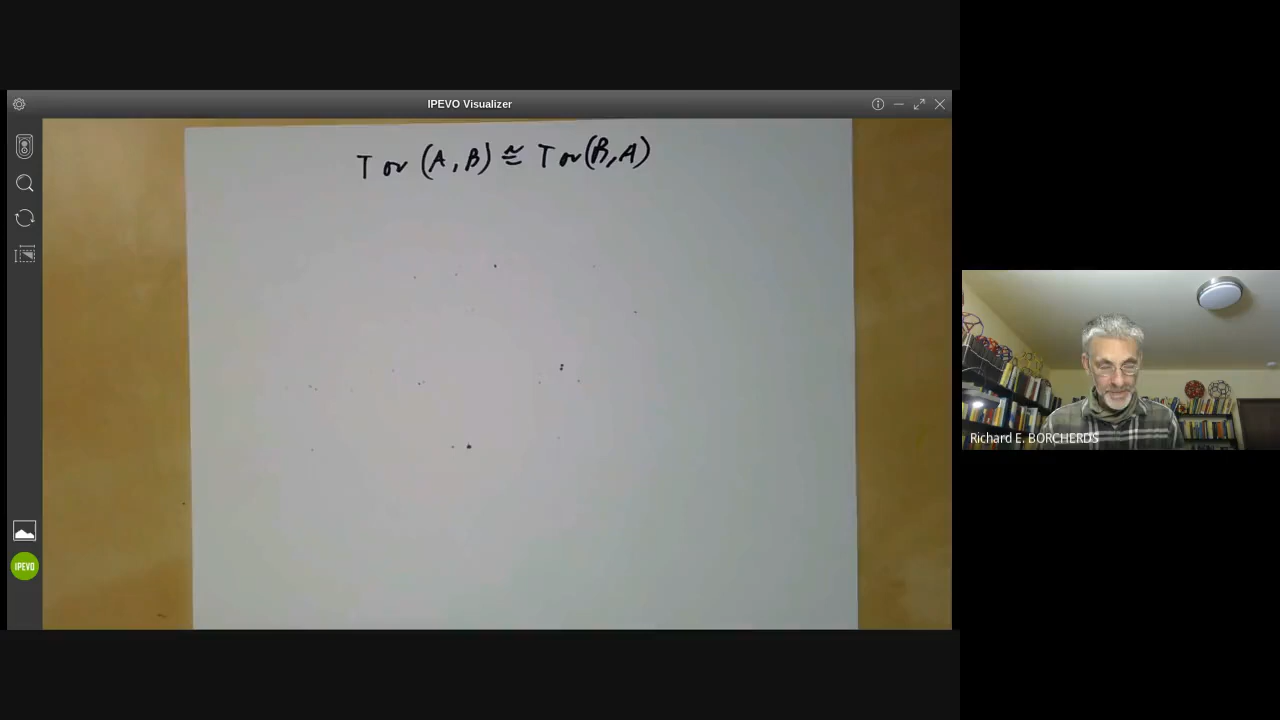 IPEVO Visualizer
Tor (A, B) ≅ Tor(B, A)
IPEVO
Richard E. BORCHERDS